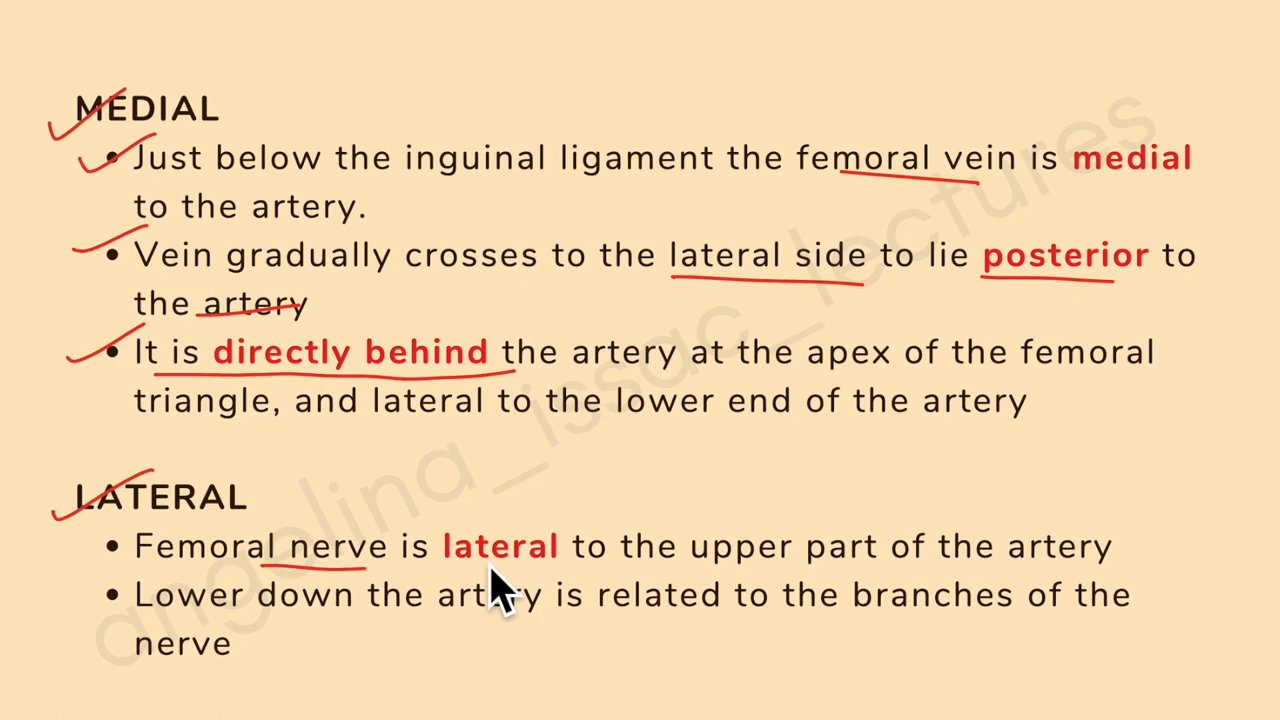 MEDIAL
• Just below the inguinal ligament the femoral vein is medial
to the artery.
• Vein gradually crosses to the lateral side to lie posterior to
the artery
• It is directly behind the artery at the apex of the femoral
triangle, and lateral to the lower end of the artery
LATERAL
• Femoral nerve is lateral to the upper part of the artery
• Lower down the artery is related to the branches of the
nerve
angelina_issac_lectures